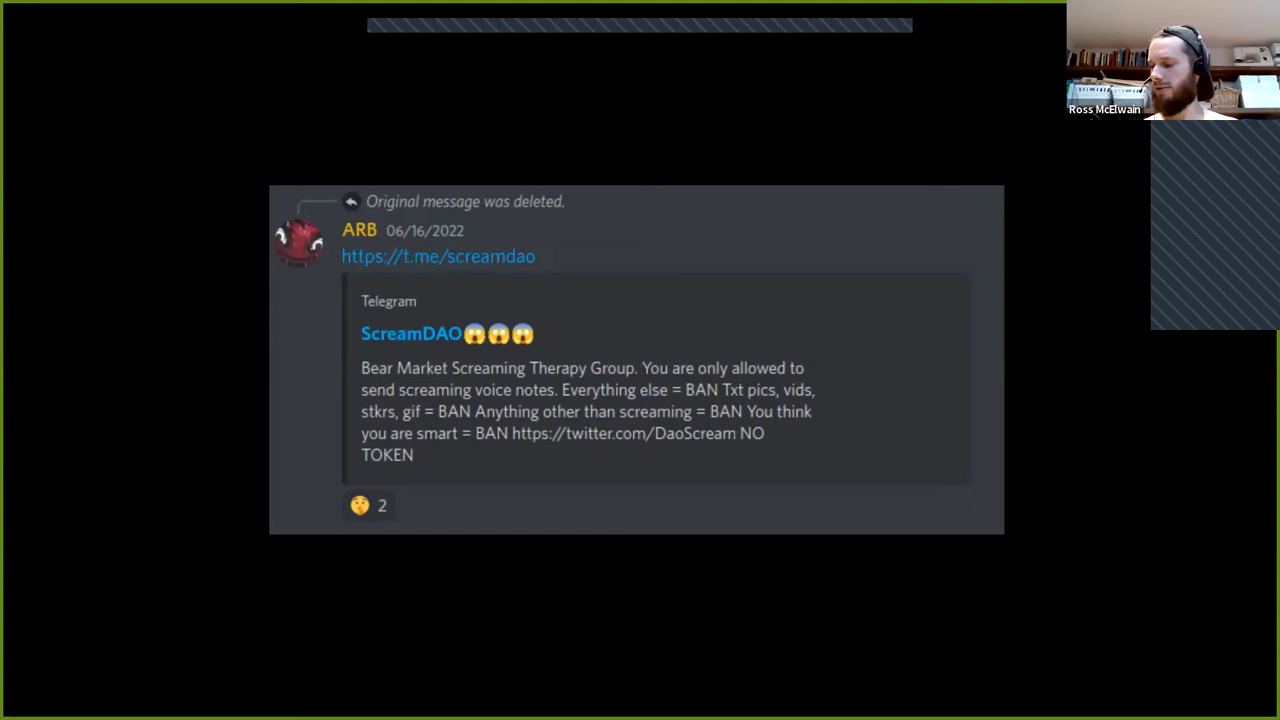 Ross McElwain
Original message was deleted.
ARB 06/16/2022
https://t.me/screamdao
Telegram
ScreamDAO😱😱😱
Bear Market Screaming Therapy Group. You are only allowed to
send screaming voice notes. Everything else = BAN Txt pics, vids,
stkrs, gif = BAN Anything other than screaming = BAN You think
you are smart = BAN https://twitter.com/DaoScream NO
TOKEN
🤫 2